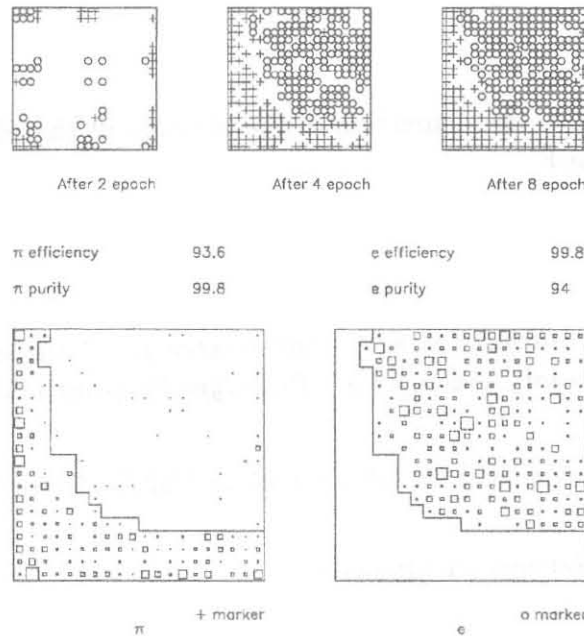 After 2 epoch After 4 epoch After 8 epoch
π efficiency 93.6 e efficiency 99.8
π purity 99.8 e purity 94
+ marker o marker
π e